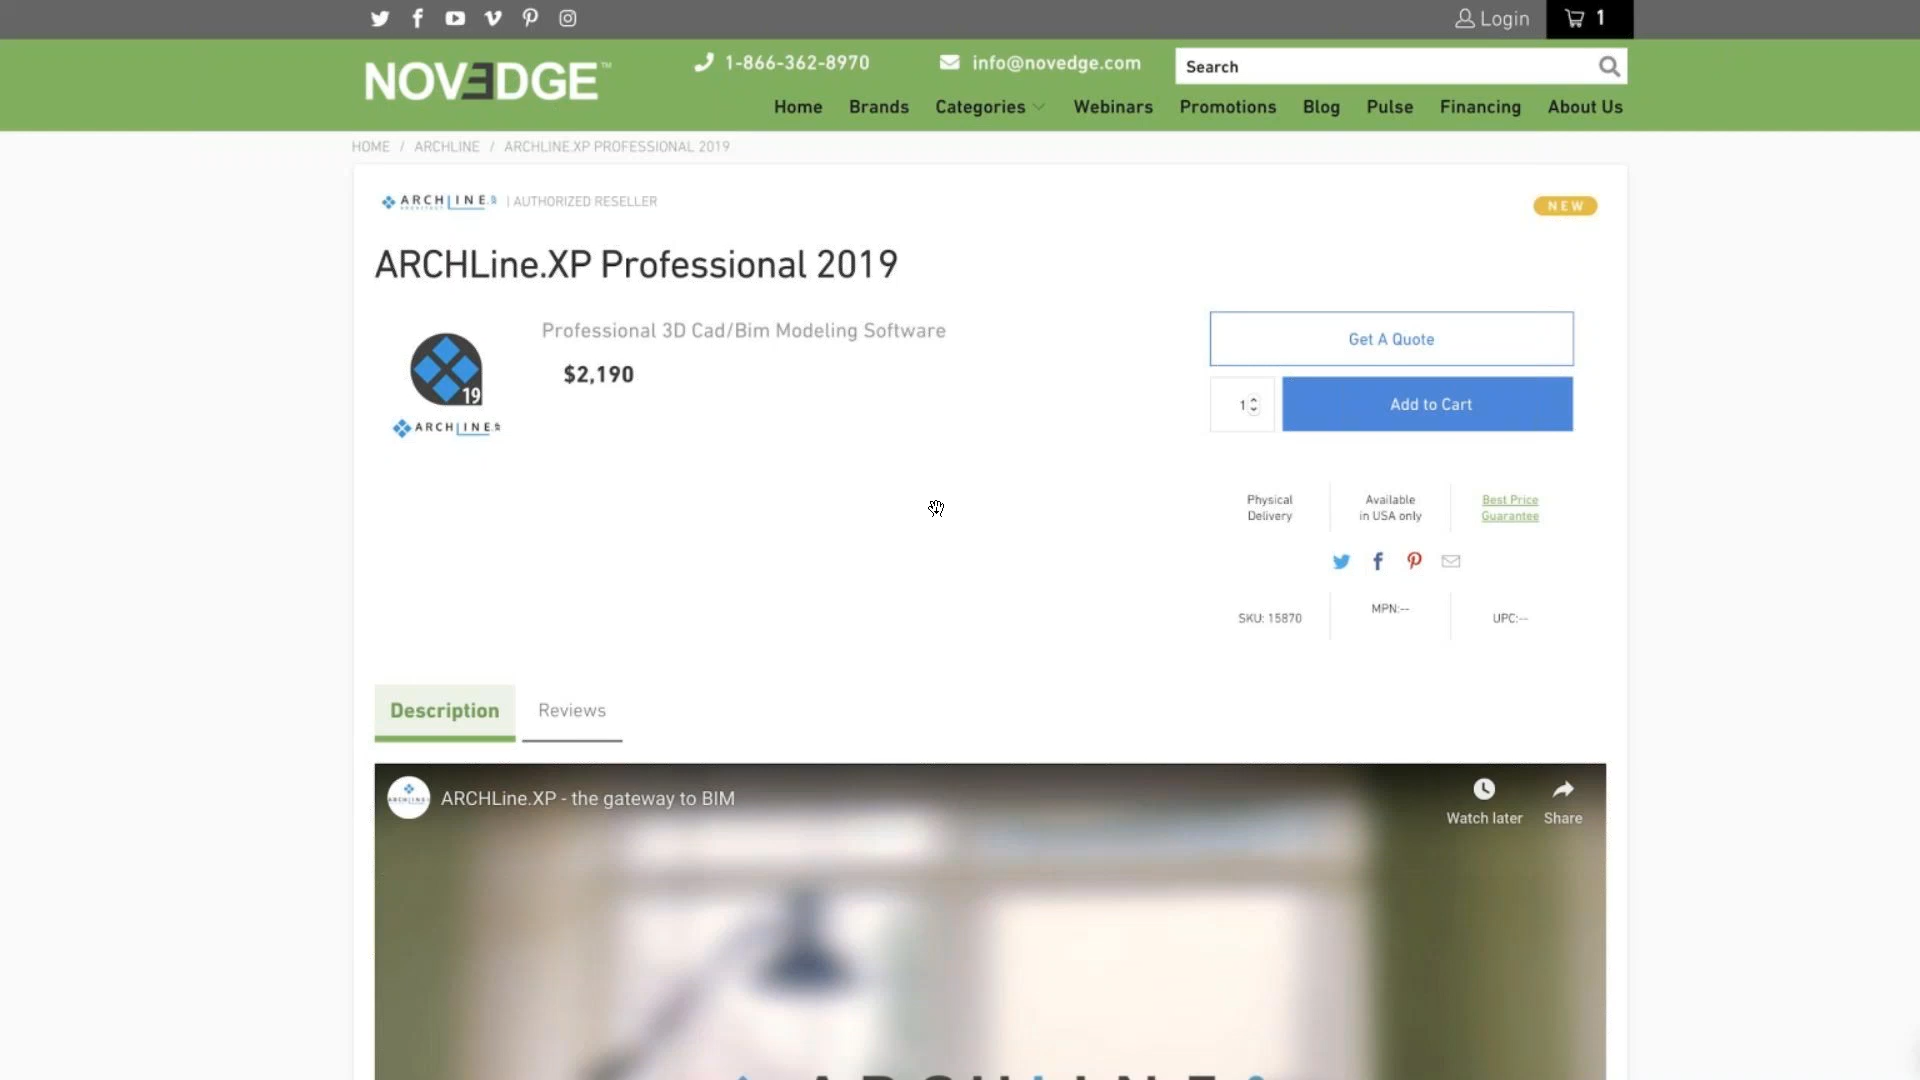 Login
1
NOVEDGE™
1-866-362-8970
info@novedge.com
Search
Home
Brands
Categories
Webinars
Promotions
Blog
Pulse
Financing
About Us
HOME / ARCHLINE / ARCHLINE.XP PROFESSIONAL 2019
ARCHLINE.XP | AUTHORIZED RESELLER
NEW
ARCHLine.XP Professional 2019
Professional 3D Cad/Bim Modeling Software
$2,190
19
ARCHLINE.XP
Get A Quote
1
Add to Cart
Physical
Delivery
Available
in USA only
Best Price
Guarantee
SKU: 15870
MPN:--
UPC:--
Description
Reviews
ARCHLine.XP - the gateway to BIM
Watch later
Share